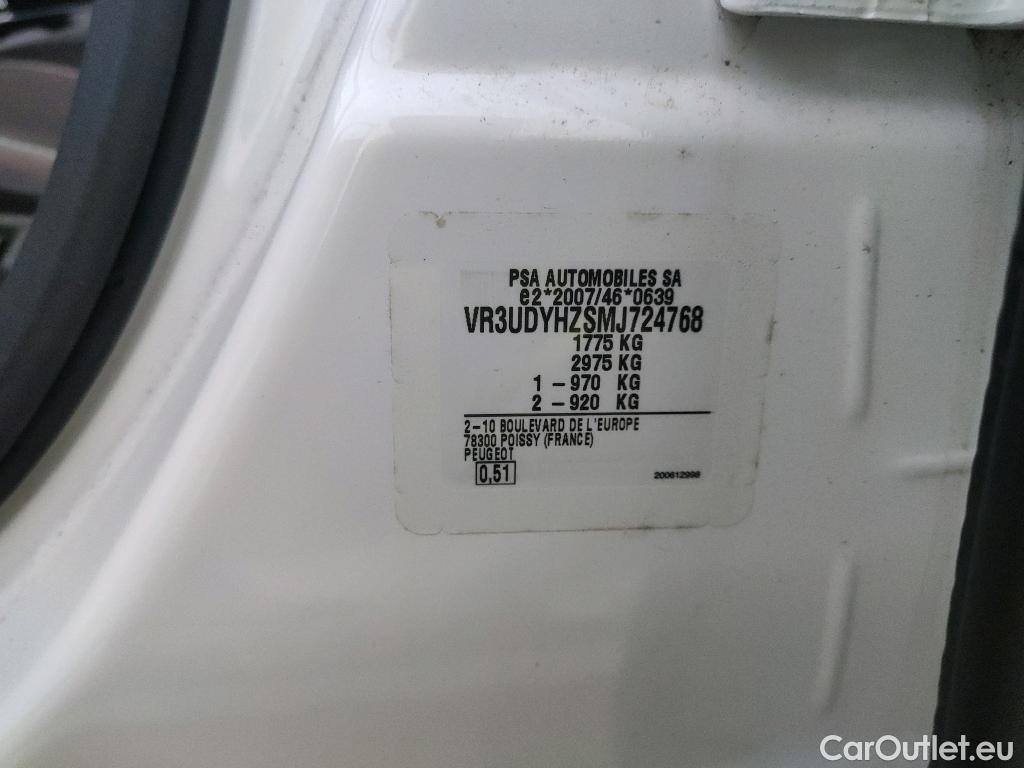 PSA AUTOMOBILES SA
e2*2007/46*0639
VR3UDYHZSMJ724768
1775 KG
2975 KG
1 – 970 KG
2 – 920 KG
2–10 BOULEVARD DE L'EUROPE
78300 POISSY (FRANCE)
PEUGEOT
0,51
200612998
CarOutlet.eu